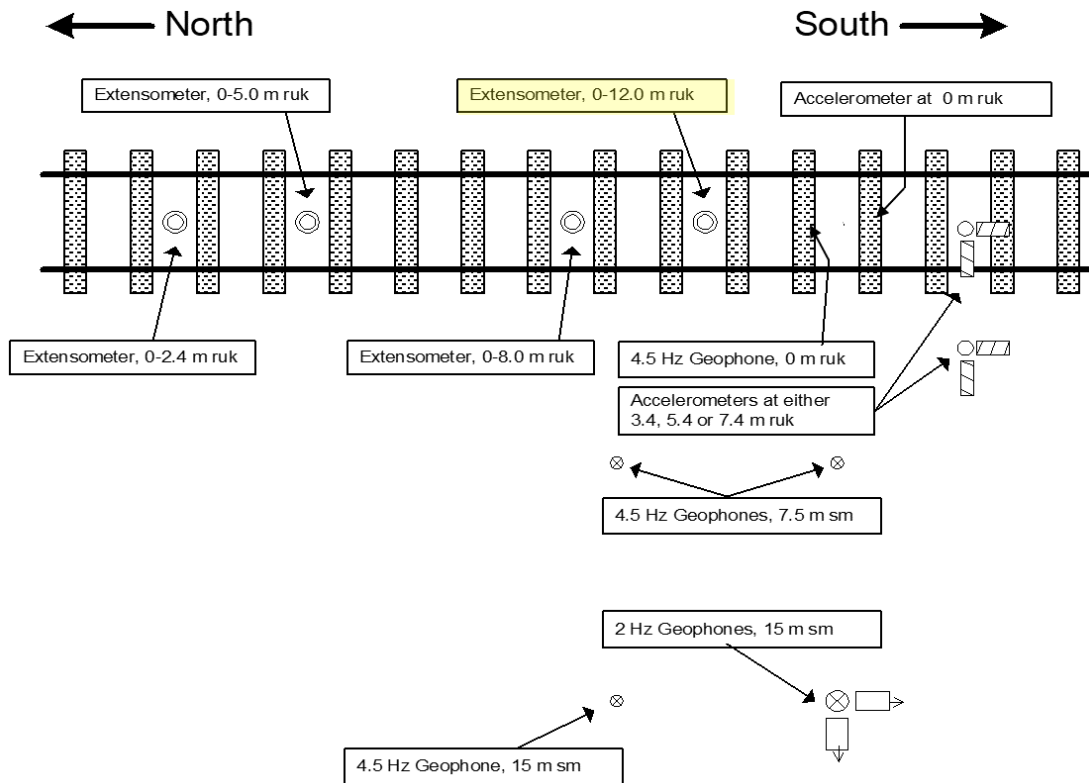 North
South
Extensometer, 0-5.0 m ruk
Extensometer, 0-12.0 m ruk
Accelerometer at 0 m ruk
Extensometer, 0-2.4 m ruk
Extensometer, 0-8.0 m ruk
4.5 Hz Geophone, 0 m ruk
Accelerometers at either
3.4, 5.4 or 7.4 m ruk
4.5 Hz Geophones, 7.5 m sm
2 Hz Geophones, 15 m sm
4.5 Hz Geophone, 15 m sm